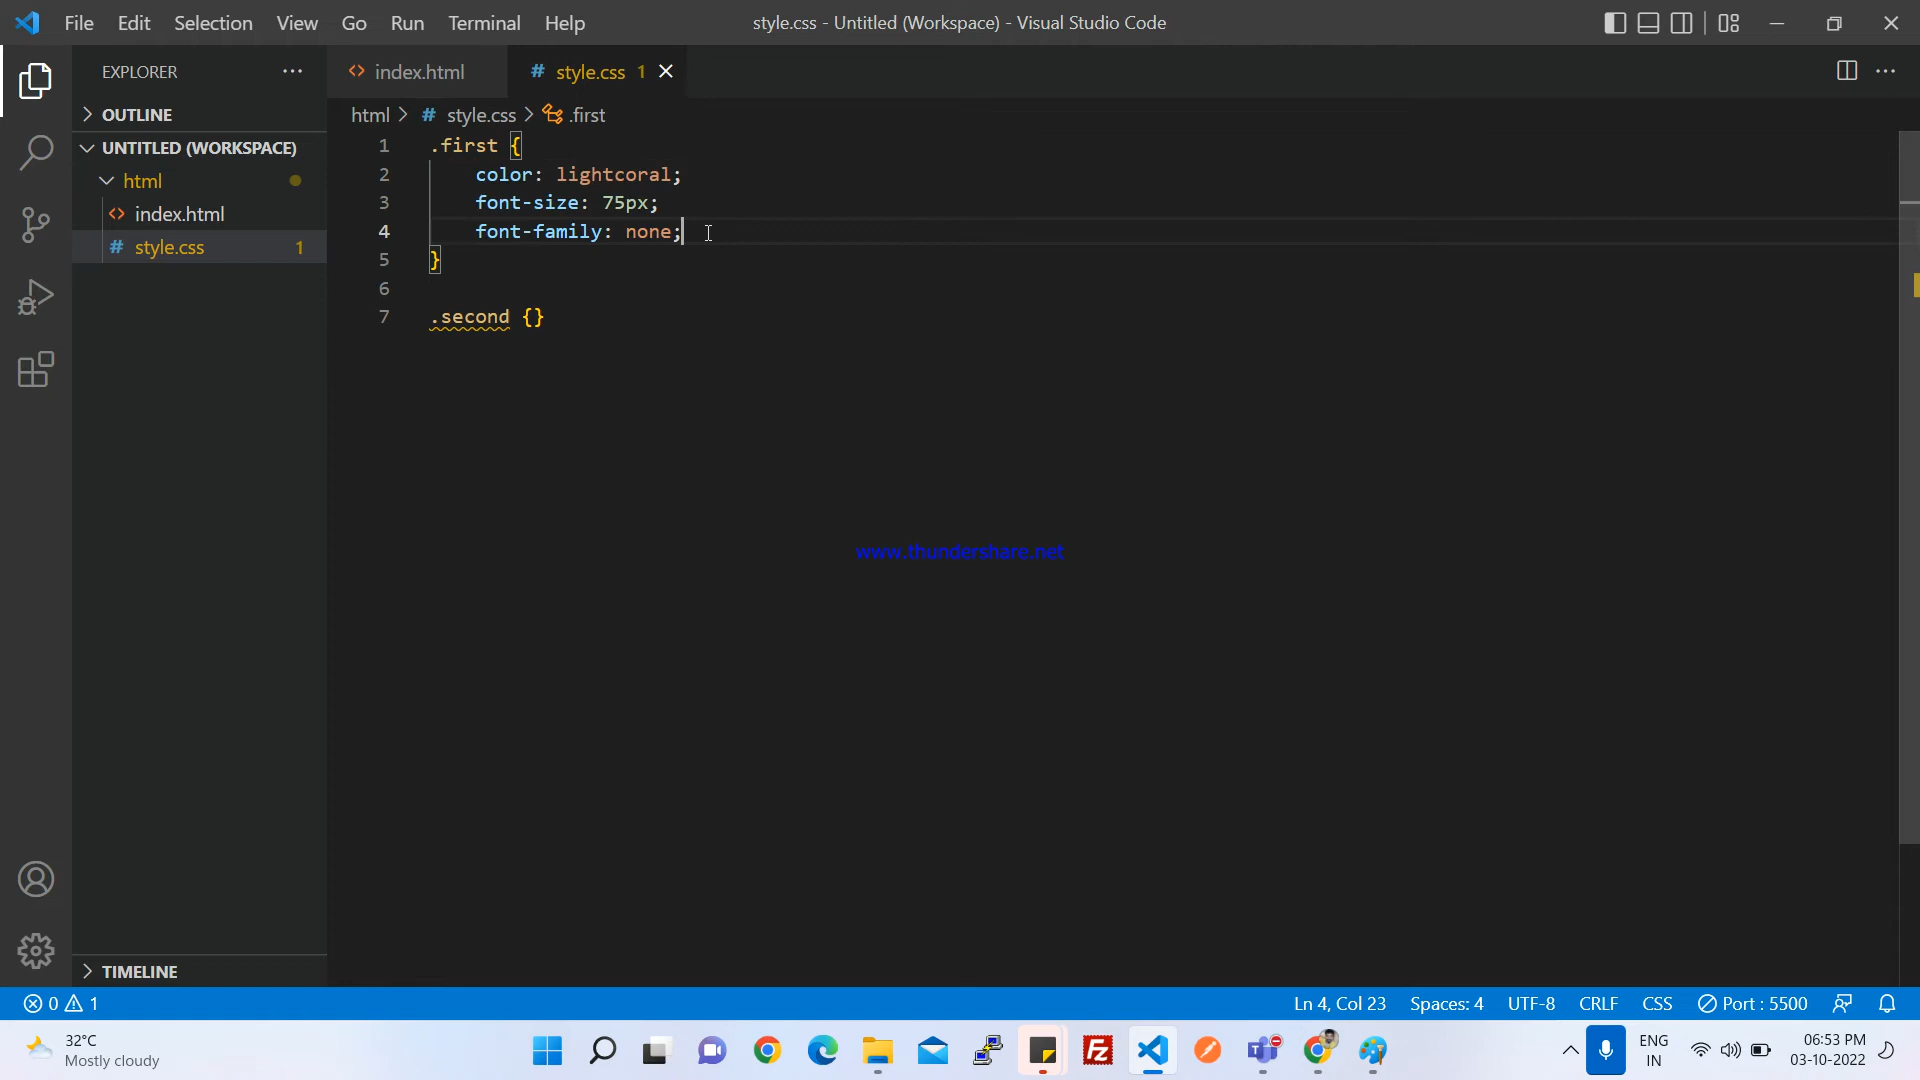 File Edit Selection View Go Run Terminal Help
style.css - Untitled (Workspace) - Visual Studio Code
EXPLORER
OUTLINE
UNTITLED (WORKSPACE)
html
index.html
style.css 1
index.html
style.css 1
html > # style.css > .first
1 .first {
2 color: lightcoral;
3 font-size: 75px;
4 font-family: none;
5 }
6
7 .second {}
www.thundershare.net
TIMELINE
0 1
Ln 4, Col 23 Spaces: 4 UTF-8 CRLF CSS Port : 5500
32°C
Mostly cloudy
ENG
IN
06:53 PM
03-10-2022